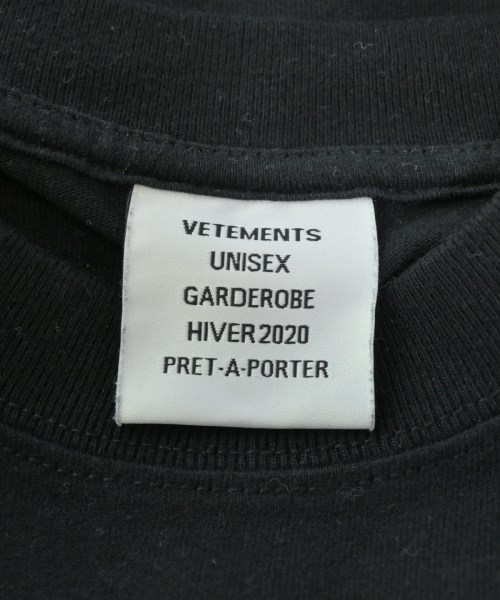 VETEMENTS
UNISEX
GARDEROBE
HIVER 2020
PRET-A-PORTER